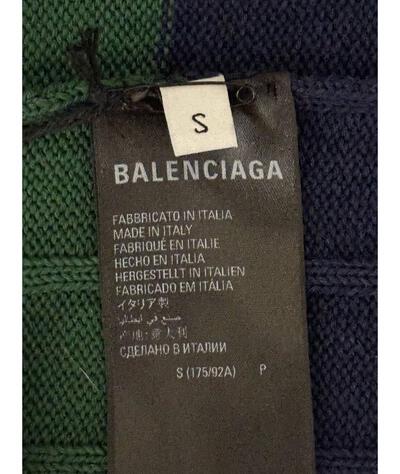 S
BALENCIAGA
FABBRICATO IN ITALIA
MADE IN ITALY
FABRIQUÉ EN ITALIE
HECHO EN ITALIA
HERGESTELLT IN ITALIEN
FABRICADO EM ITÁLIA
イタリア製
صنع في ايطاليا
产地:意大利
СДЕЛАНО В ИТАЛИИ
S (175/92A) P